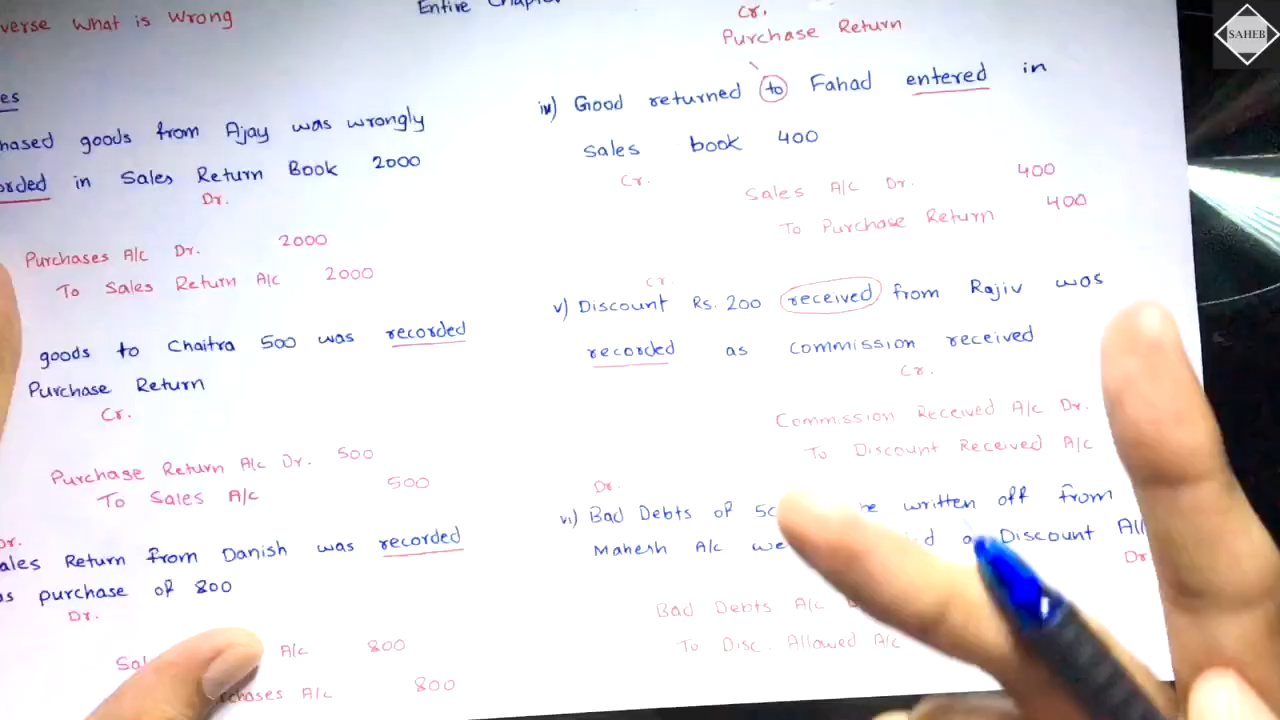 verse What is Wrong
Entire Chapter
es
hased goods from Ajay was wrongly
orded in Sales Return Book 2000
Dr.
Purchases A/c Dr. 2000
To Sales Return A/c 2000
goods to Chaitra 500 was recorded
Purchase Return
Cr.
Purchase Return A/c Dr. 500
To Sales A/c 500
Dr.
ales Return from Danish was recorded
as purchase of 800
Dr.
Sal A/c 800
rchases A/c 800
Cr.
Purchase Return
iv) Good returned to Fahad entered in
sales book 400
Cr.
Sales A/c Dr. 400
To Purchase Return 400
Cr.
v) Discount Rs. 200 received from Rajiv was
recorded as commission received
Cr.
Commission Received A/c Dr.
To Discount Received A/c
Dr.
vi) Bad Debts of 50 written off from
Mahesh A/c we Discount All
Dr
Bad Debts A/c
To Disc. Allowed A/c
SAHEB